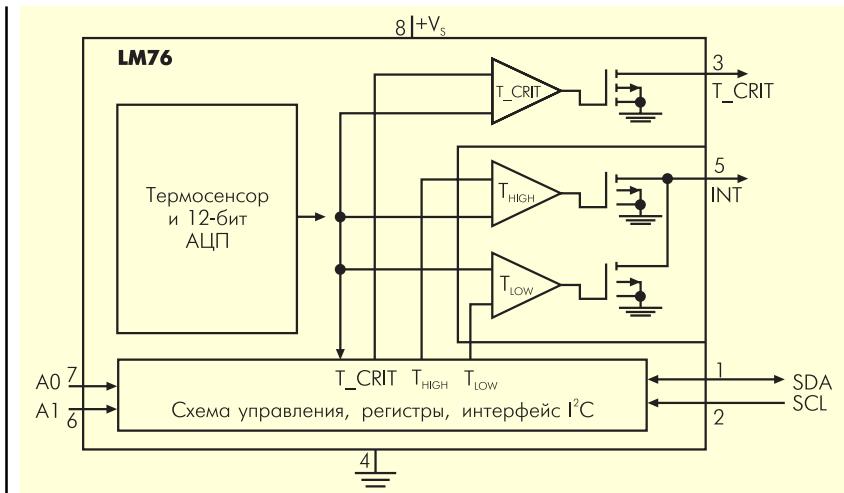 8 +V_S
LM76
3
T_CRIT
T_CRIT
5
INT
T_HIGH
Термосенсор
и 12-бит
АЦП
T_LOW
T_CRIT T_HIGH T_LOW
A0 7
A1 6
Схема управления, регистры, интерфейс I²C
1
SDA
SCL
2
4